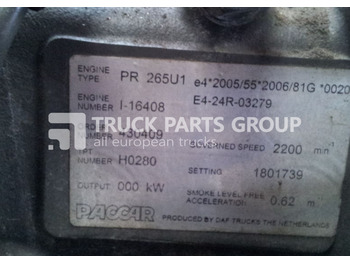 ENGINE TYPE PR 265U1 e4*2005/55*2006/81G *0020
ENGINE NUMBER I-16408 E4-24R-03279
TRUCK PARTS GROUP
all european trucks
430409 SPEED 2200 min
NUMBER H0280 SETTING 1801739
OUTPUT 000 kW SMOKE LEVEL FREE ACCELERATION 0.62 m
PACCAR PRODUCED BY DAF TRUCKS THE NETHERLANDS